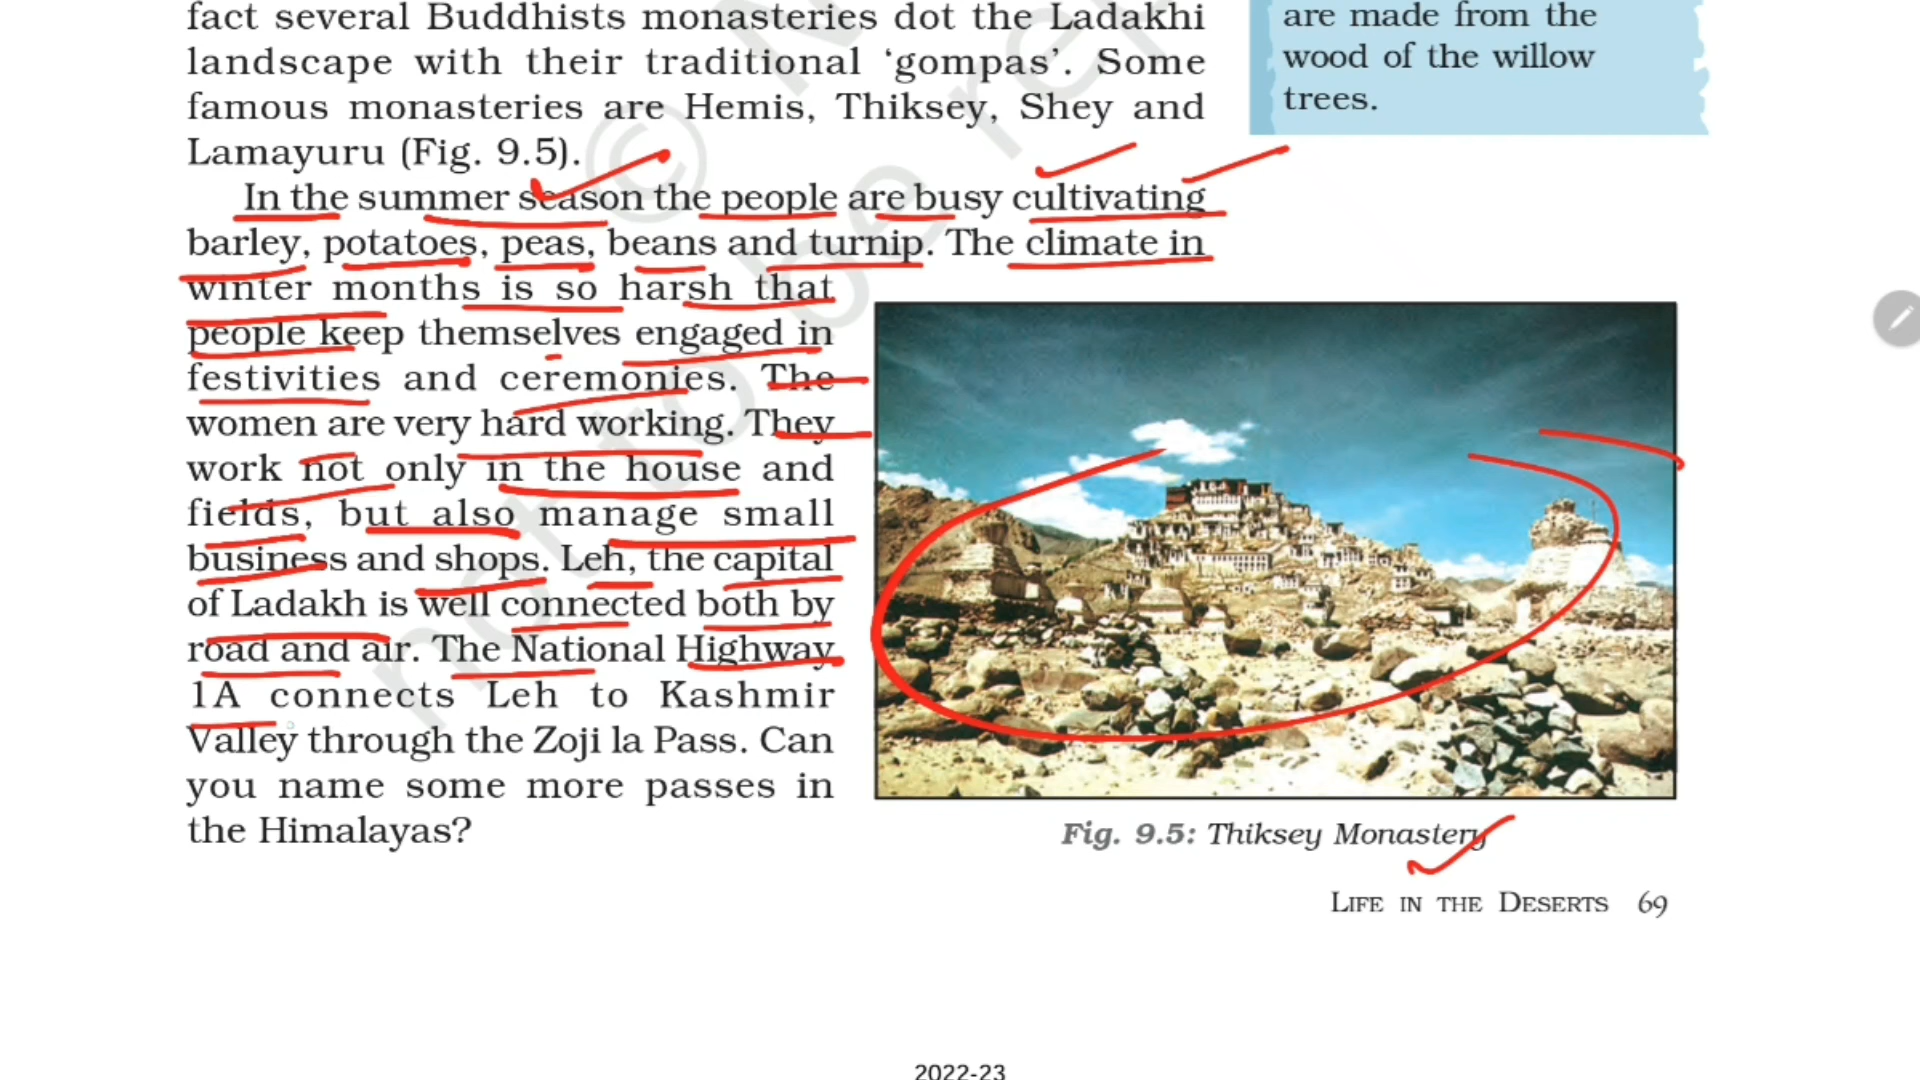 fact several Buddhists monasteries dot the Ladakhi
landscape with their traditional ‘gompas’. Some
famous monasteries are Hemis, Thiksey, Shey and
Lamayuru (Fig. 9.5).
In the summer season the people are busy cultivating
barley, potatoes, peas, beans and turnip. The climate in
winter months is so harsh that
people keep themselves engaged in
festivities and ceremonies. The
women are very hard working. They
work not only in the house and
fields, but also manage small
business and shops. Leh, the capital
of Ladakh is well connected both by
road and air. The National Highway
1A connects Leh to Kashmir
Valley through the Zoji la Pass. Can
you name some more passes in
the Himalayas?
are made from the
wood of the willow
trees.
Fig. 9.5: Thiksey Monastery
LIFE IN THE DESERTS 69
2022-23
not to be re
©